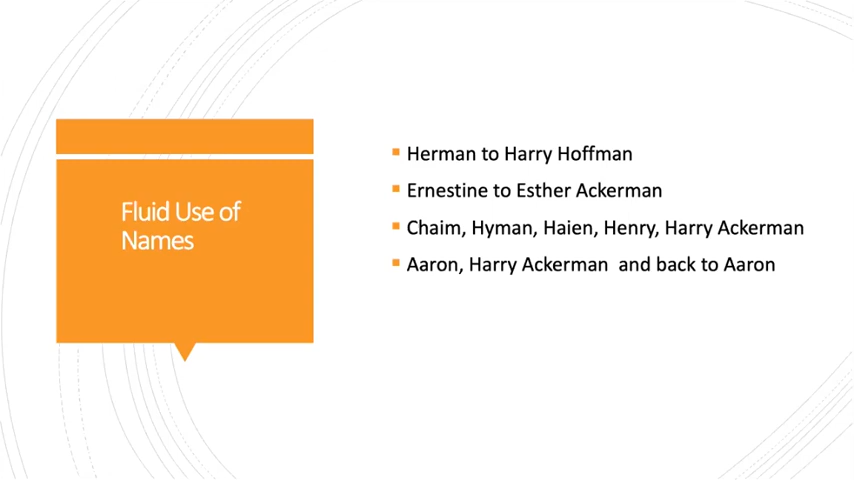 Fluid Use of
Names
Herman to Harry Hoffman
Ernestine to Esther Ackerman
Chaim, Hyman, Haien, Henry, Harry Ackerman
Aaron, Harry Ackerman and back to Aaron